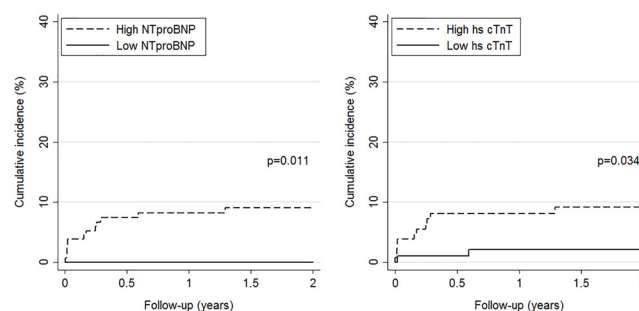 High NTproBNP
Low NTproBNP
Cumulative incidence (%)
40
30
20
10
0
p=0.011
0
0.5
1
1.5
2
Follow-up (years)
High hs cTnT
Low hs cTnT
Cumulative incidence (%)
40
30
20
10
0
p=0.034
0
0.5
1
1.5
Follow-up (years)